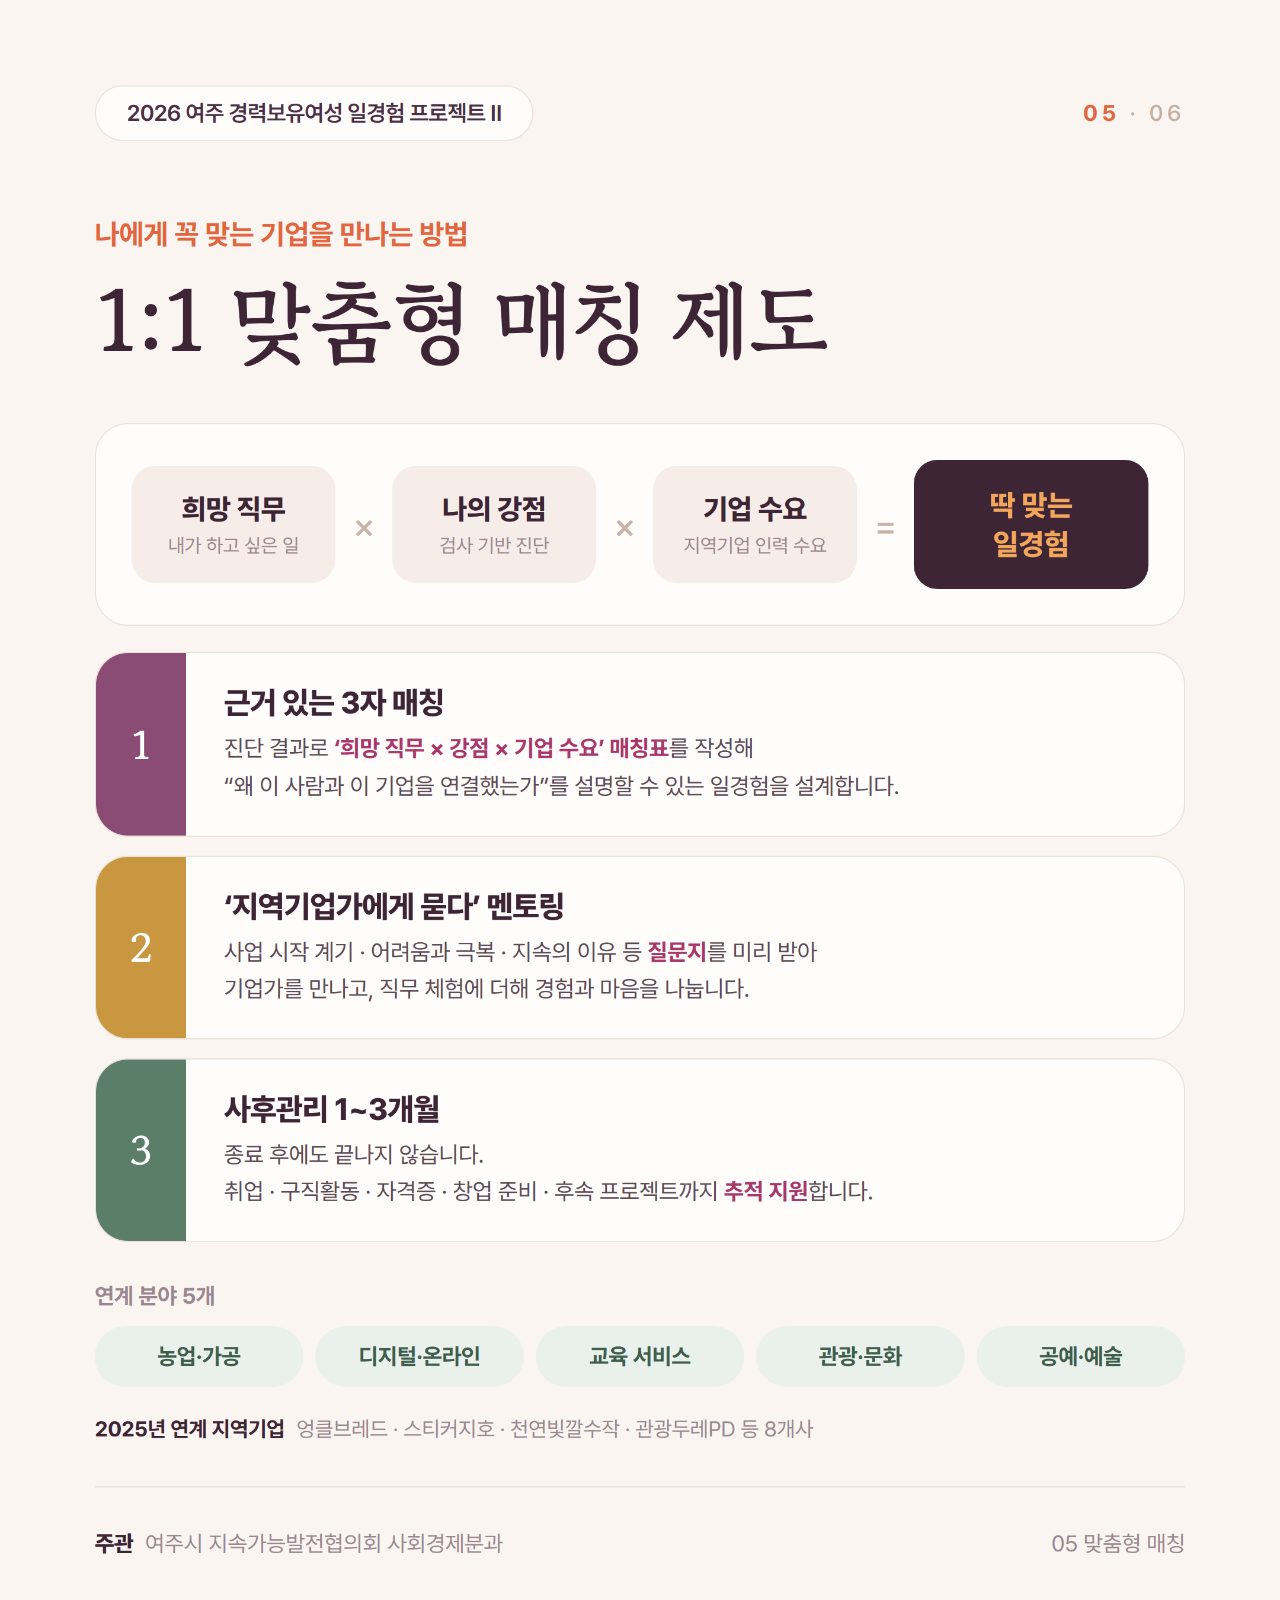 2026 여주 경력보유여성 일경험 프로젝트 II
05 · 06
나에게 꼭 맞는 기업을 만나는 방법
1:1 맞춤형 매칭 제도
희망 직무
내가 하고 싶은 일
×
나의 강점
검사 기반 진단
×
기업 수요
지역기업 인력 수요
=
딱 맞는
일경험
1
근거 있는 3자 매칭
진단 결과로 ‘희망 직무 × 강점 × 기업 수요’ 매칭표를 작성해
“왜 이 사람과 이 기업을 연결했는가”를 설명할 수 있는 일경험을 설계합니다.
2
‘지역기업가에게 묻다’ 멘토링
사업 시작 계기 · 어려움과 극복 · 지속의 이유 등 질문지를 미리 받아
기업가를 만나고, 직무 체험에 더해 경험과 마음을 나눕니다.
3
사후관리 1~3개월
종료 후에도 끝나지 않습니다.
취업 · 구직활동 · 자격증 · 창업 준비 · 후속 프로젝트까지 추적 지원합니다.
연계 분야 5개
농업·가공
디지털·온라인
교육 서비스
관광·문화
공예·예술
2025년 연계 지역기업 엉클브레드 · 스티커지호 · 천연빛깔수작 · 관광두레PD 등 8개사
주관 여주시 지속가능발전협의회 사회경제분과
05 맞춤형 매칭